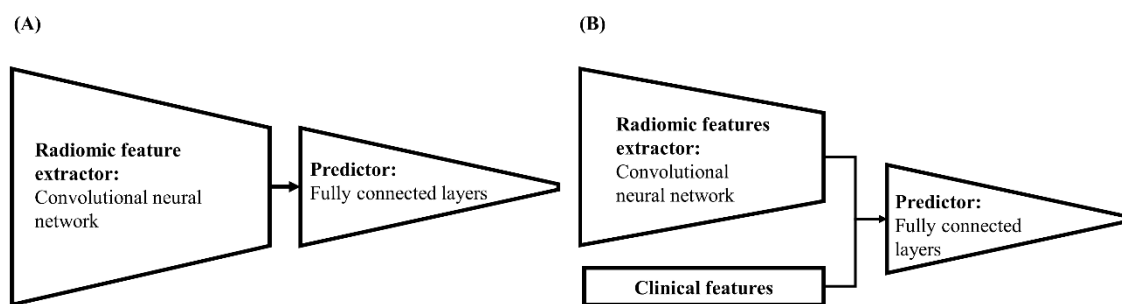 (A)
Radiomic feature
extractor:
Convolutional neural
network
Predictor:
Fully connected layers
(B)
Radiomic features
extractor:
Convolutional
neural network
Clinical features
Predictor:
Fully connected
layers